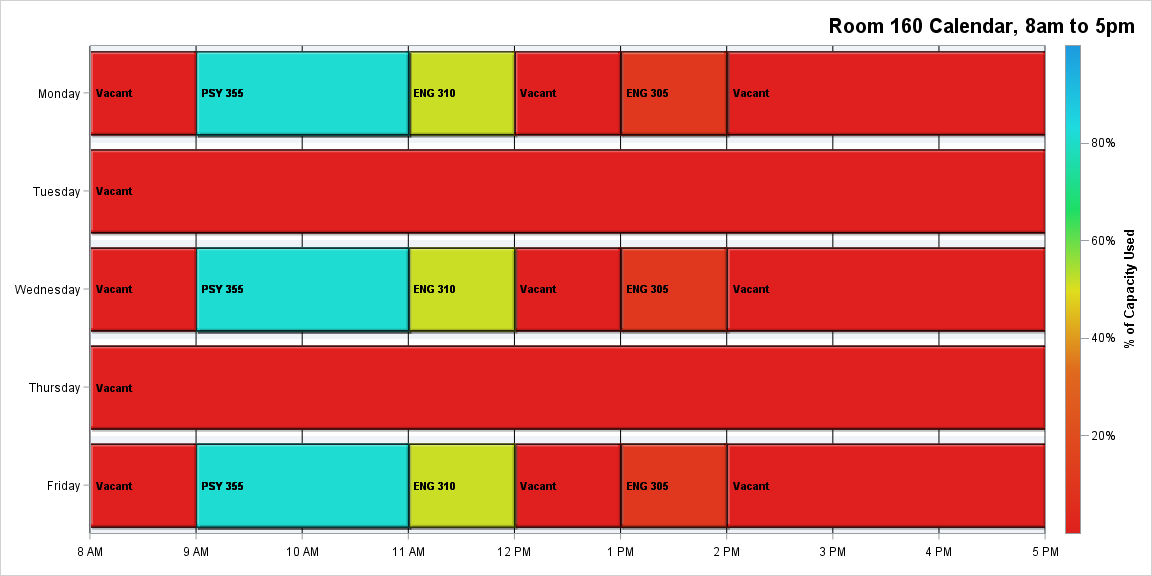 Room 160 Calendar, 8am to 5pm
Monday
Vacant
PSY 355
ENG 310
Vacant
ENG 305
Vacant
Tuesday
Vacant
Wednesday
Vacant
PSY 355
ENG 310
Vacant
ENG 305
Vacant
Thursday
Vacant
Friday
Vacant
PSY 355
ENG 310
Vacant
ENG 305
Vacant
8 AM
9 AM
10 AM
11 AM
12 PM
1 PM
2 PM
3 PM
4 PM
5 PM
80%
60%
40%
20%
% of Capacity Used